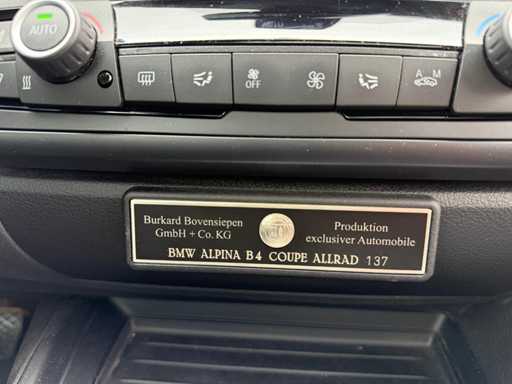 AUTO
OFF
A M
Burkard Bovensiepen
GmbH + Co. KG
Produktion
exclusiver Automobile
BMW ALPINA B4 COUPE ALLRAD 137